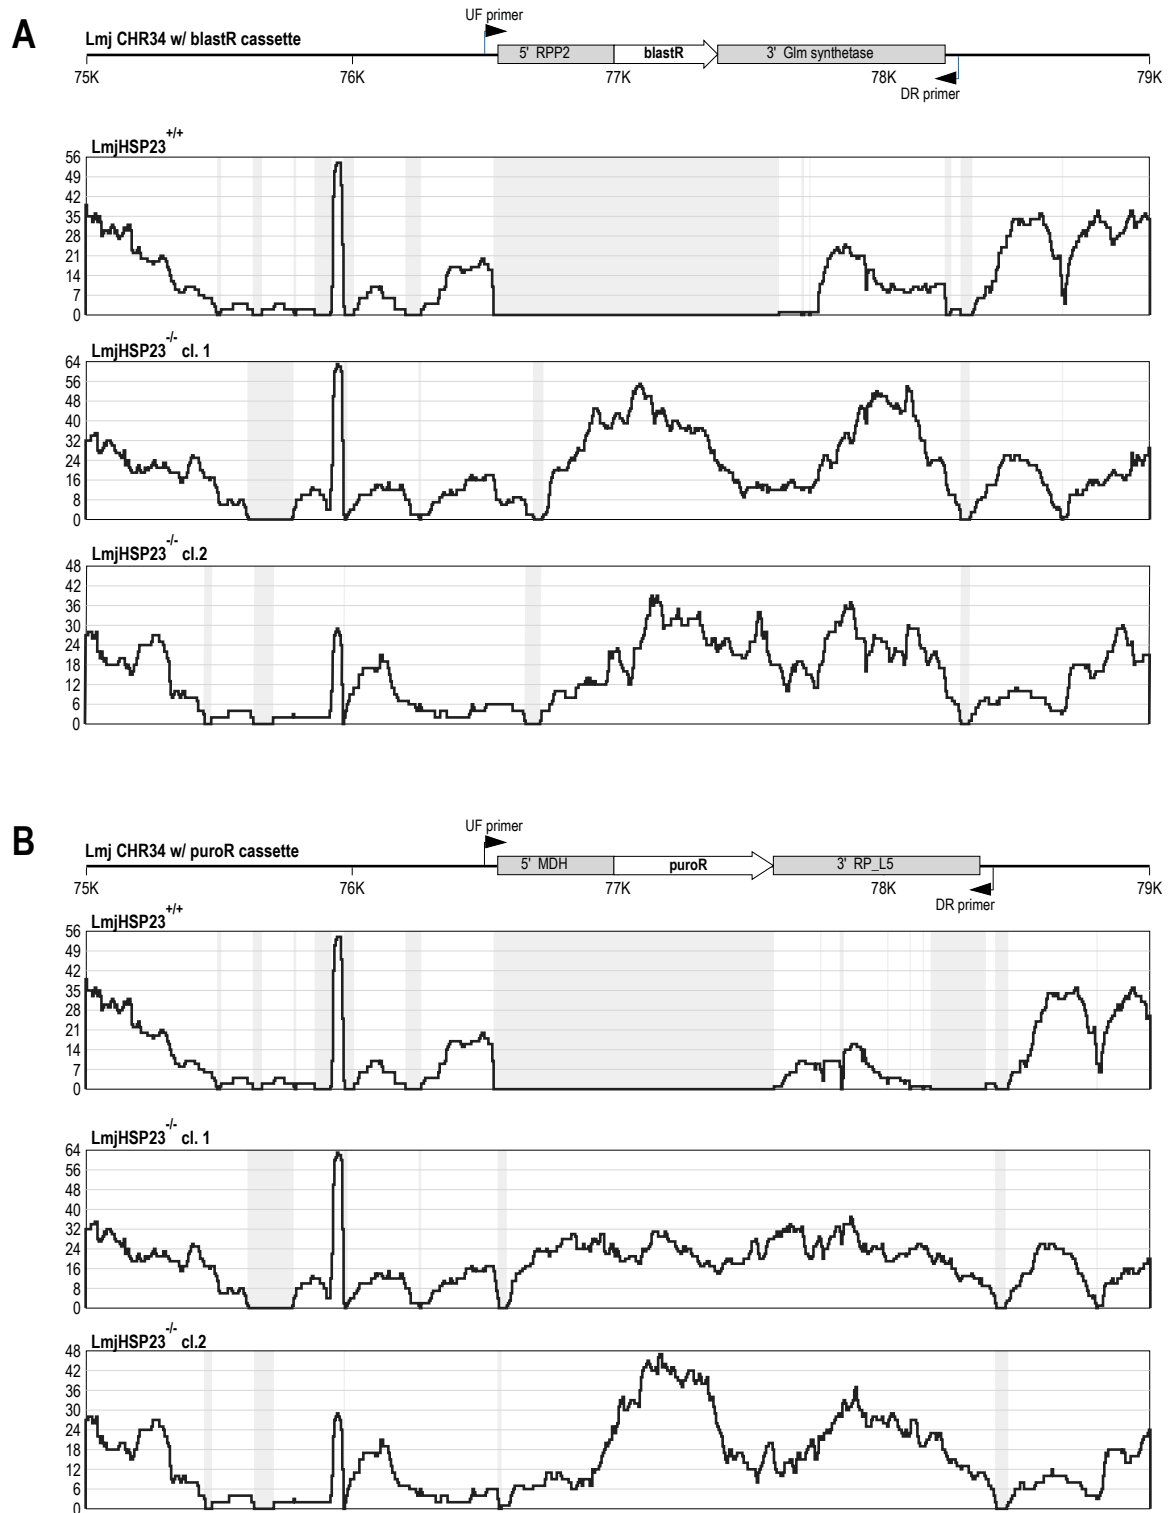 A
UF primer
Lmj CHR34 w/ blastR cassette
5' RPP2
blastR
3' Glm synthetase
75K
76K
77K
78K
79K
DR primer
LmjHSP23+/+
56
49
42
35
28
21
14
7
0
LmjHSP23-/- cl. 1
64
56
48
40
32
24
16
8
0
LmjHSP23-/- cl.2
48
42
36
30
24
18
12
6
0
B
UF primer
Lmj CHR34 w/ puroR cassette
5' MDH
puroR
3' RP_L5
75K
76K
77K
78K
79K
DR primer
LmjHSP23+/+
56
49
42
35
28
21
14
7
0
LmjHSP23-/- cl. 1
64
56
48
40
32
24
16
8
0
LmjHSP23-/- cl.2
48
42
36
30
24
18
12
6
0